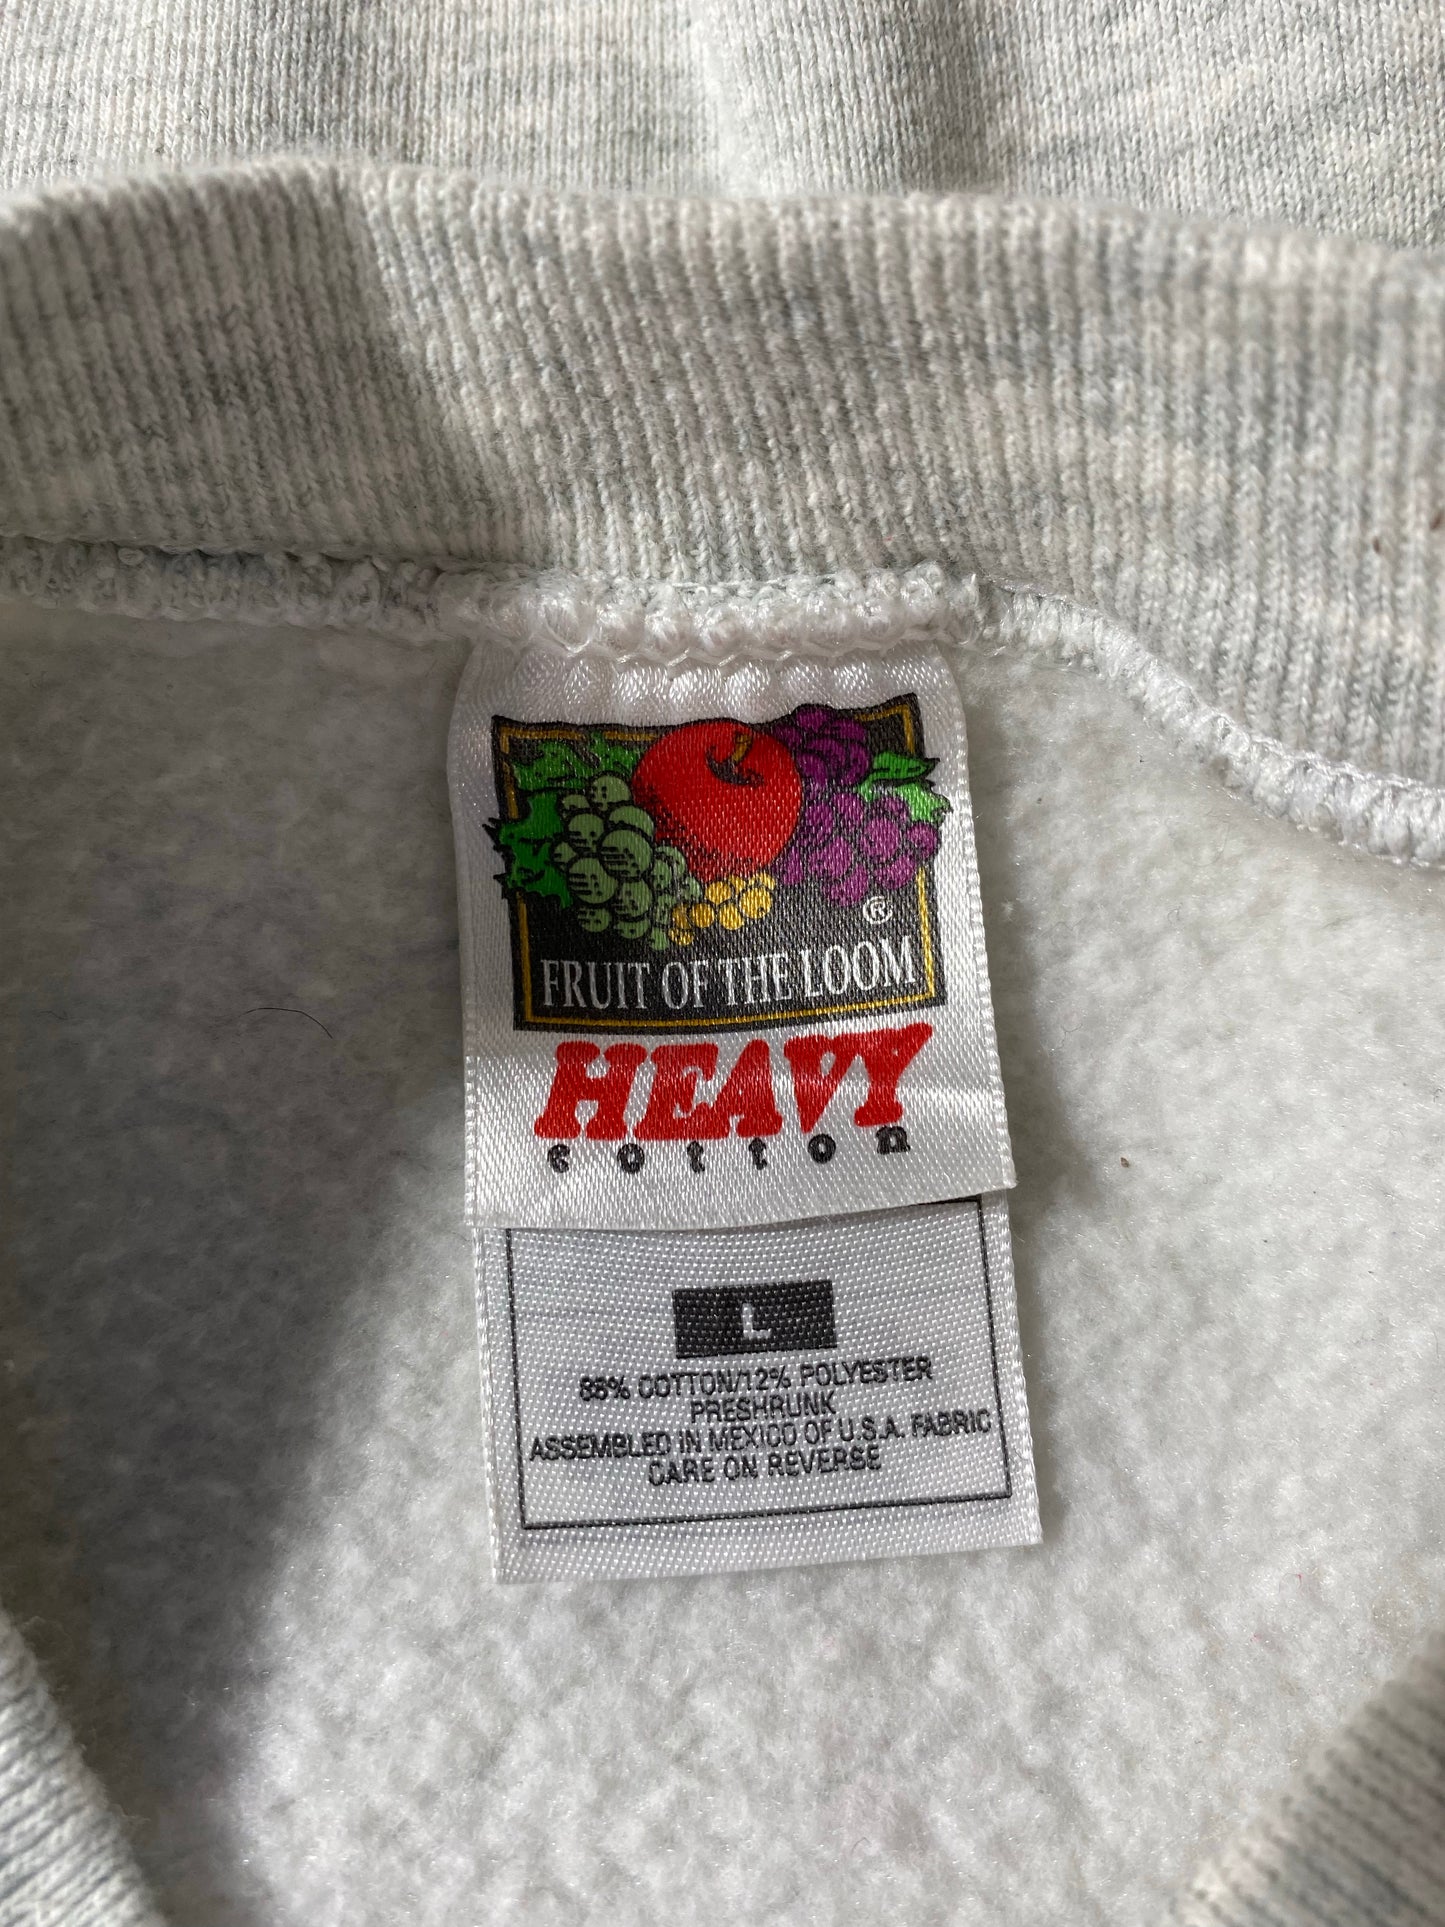 ®
FRUIT OF THE LOOM
HEAVY
cotton
L
88% COTTON/12% POLYESTER
PRESHRUNK
ASSEMBLED IN MEXICO OF U.S.A. FABRIC
CARE ON REVERSE